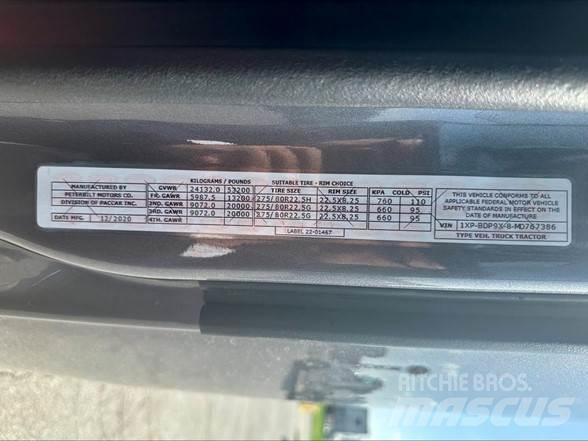 KILOGRAMS / POUNDS SUITABLE TIRE - RIM CHOICE
MANUFACTURED BY GVWR 24132.0 53200 TIRE SIZE RIM SIZE KPA COLD PSI
PETERBILT MOTORS CO. FR. GAWR 5987.5 13200 275/80R22.5H 22.5X8.25 760 110
DIVISION OF PACCAR INC. 2ND. GAWR 9072.0 20000 275/80R22.5G 22.5X8.25 660 95
3RD. GAWR 9072.0 20000 275/80R22.5G 22.5X8.25 660 95
DATE MFG. 12/2020 4TH. GAWR
LABEL 22-01467
THIS VEHICLE CONFORMS TO ALL
APPLICABLE FEDERAL MOTOR VEHICLE
SAFETY STANDARDS IN EFFECT ON THE
DATE OF MANUFACTURE
VIN 1XP-BDP9X-8-MD767386
TYPE VEH. TRUCK TRACTOR
RITCHIE BROS.
MASCUS